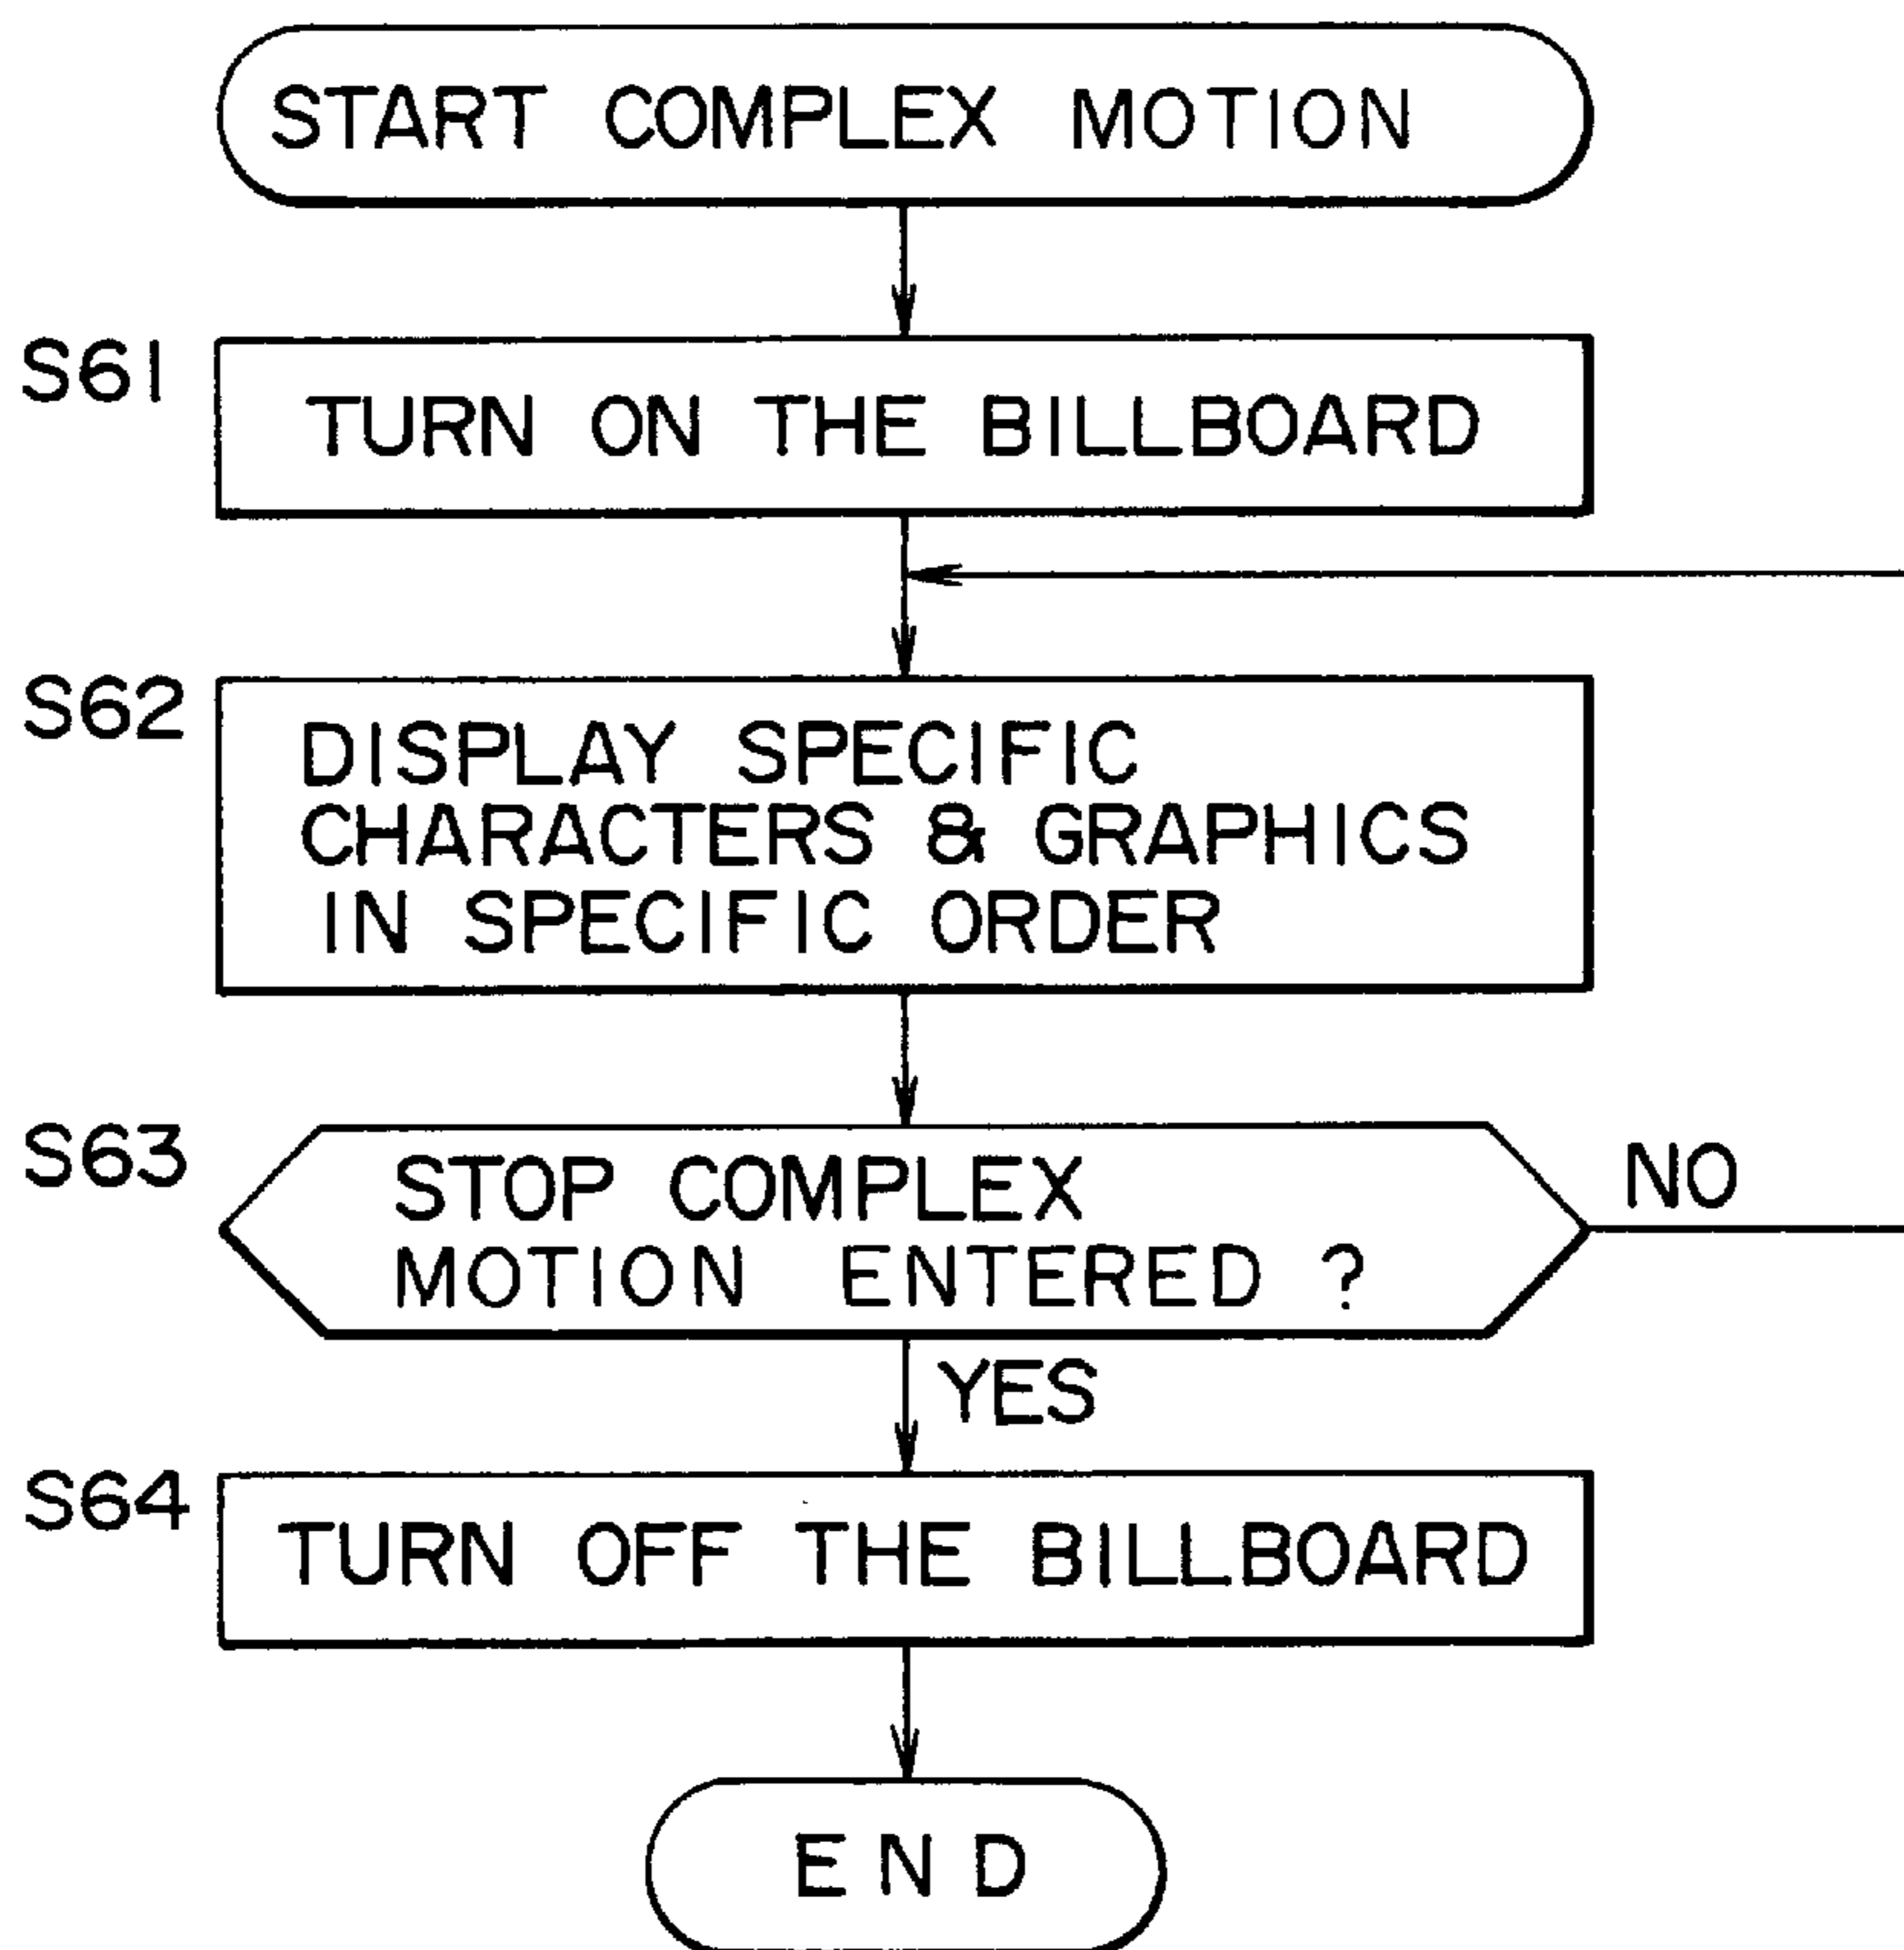 START COMPLEX MOTION
S61
TURN ON THE BILLBOARD
S62
DISPLAY SPECIFIC
CHARACTERS & GRAPHICS
IN SPECIFIC ORDER
S63
STOP COMPLEX
MOTION ENTERED ?
NO
YES
S64
TURN OFF THE BILLBOARD
END